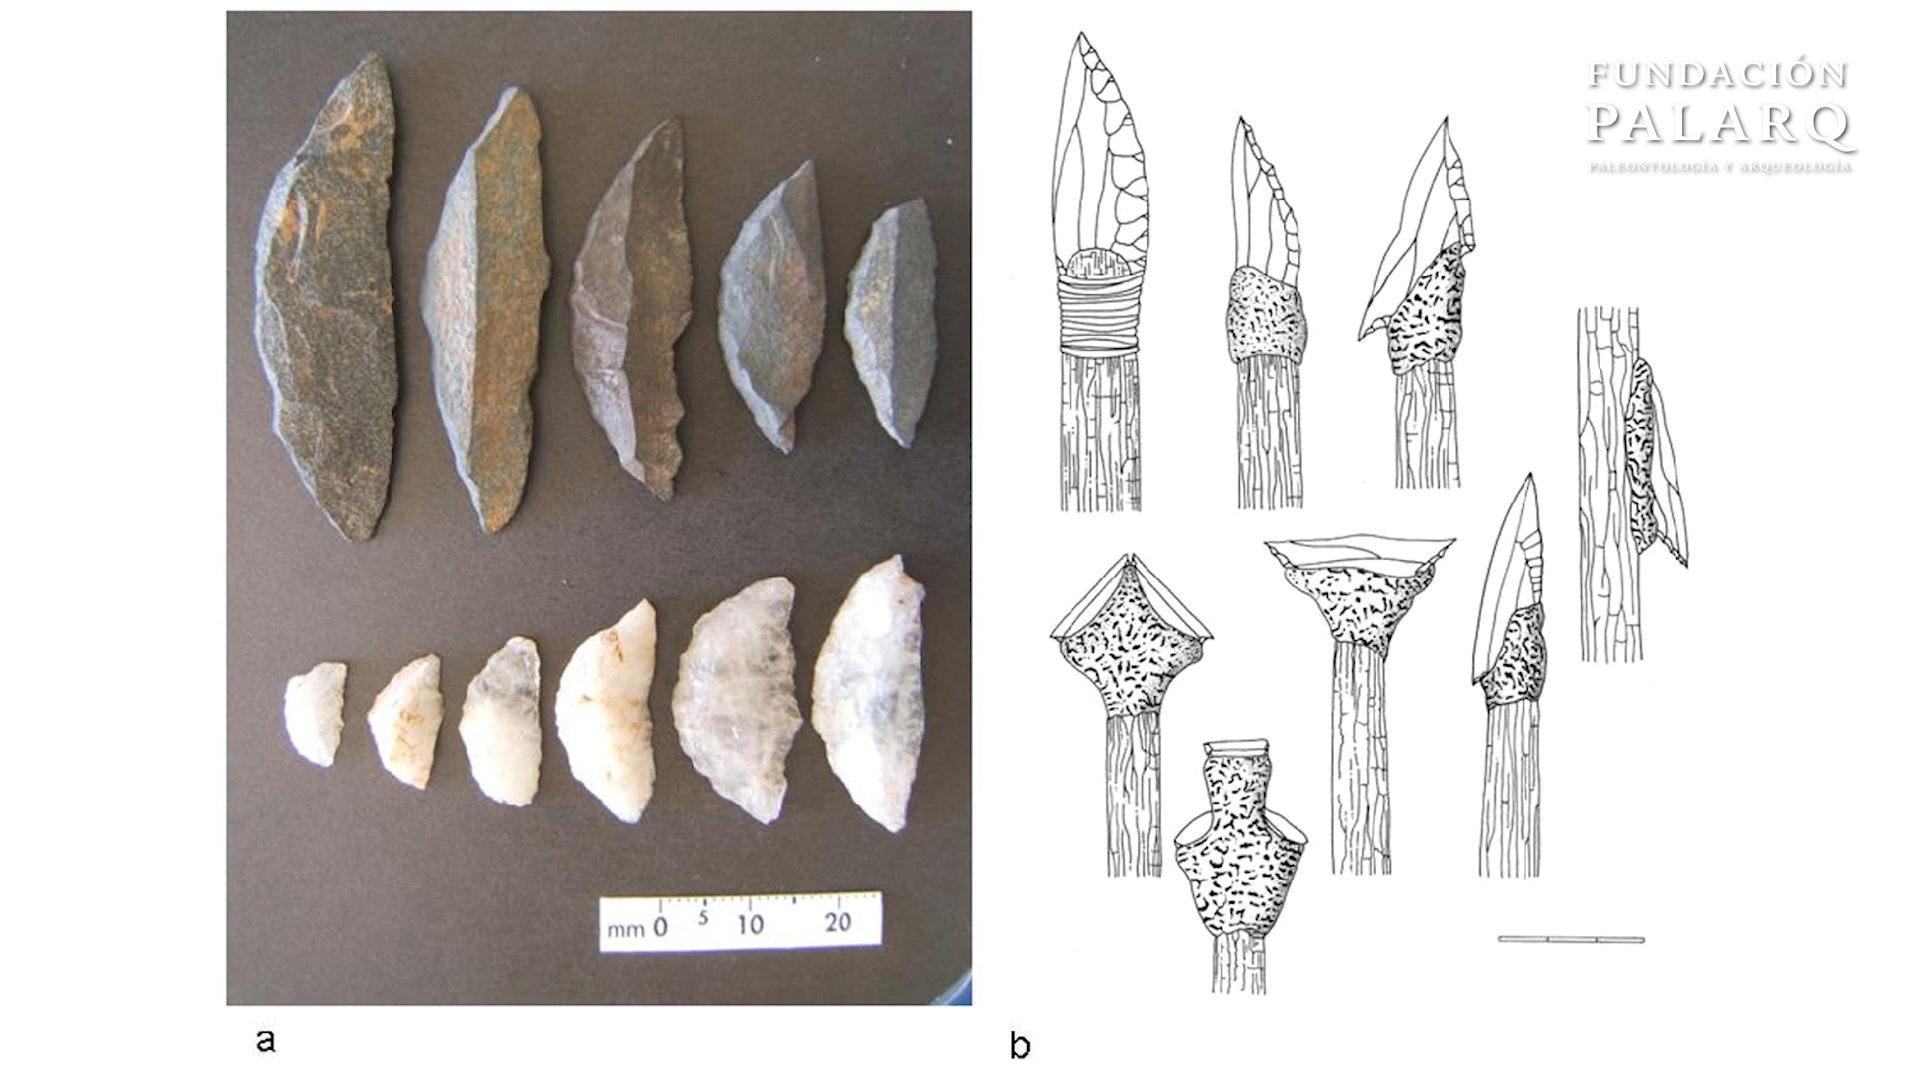 FUNDACIÓN
PALARQ
PALEONTOLOGÍA Y ARQUEOLOGÍA
mm 0 5 10 20
a
b